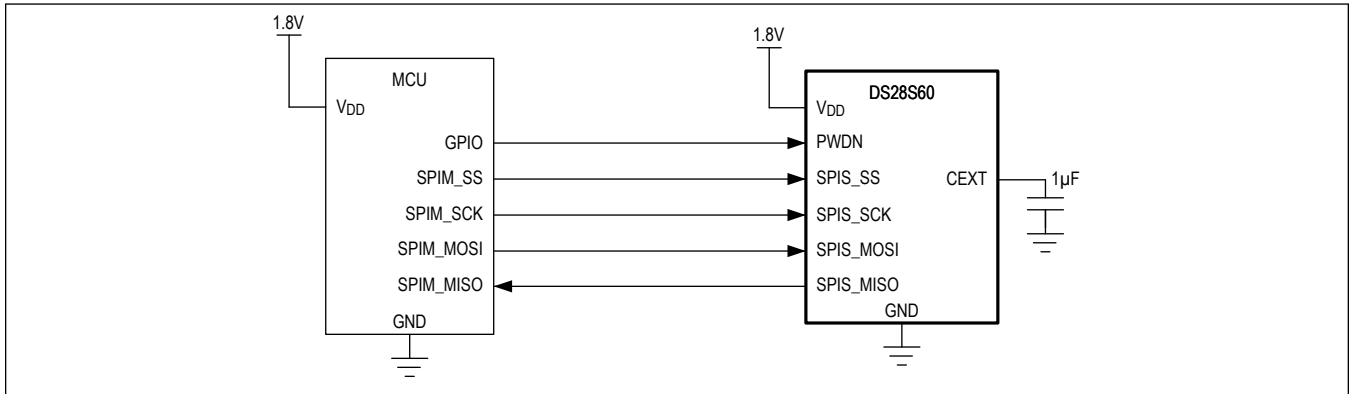 1.8V
1.8V
MCU
DS28S60
VDD
VDD
GPIO
PWDN
SPIM_SS
SPIS_SS
CEXT
1µF
SPIM_SCK
SPIS_SCK
SPIM_MOSI
SPIS_MOSI
SPIM_MISO
SPIS_MISO
GND
GND